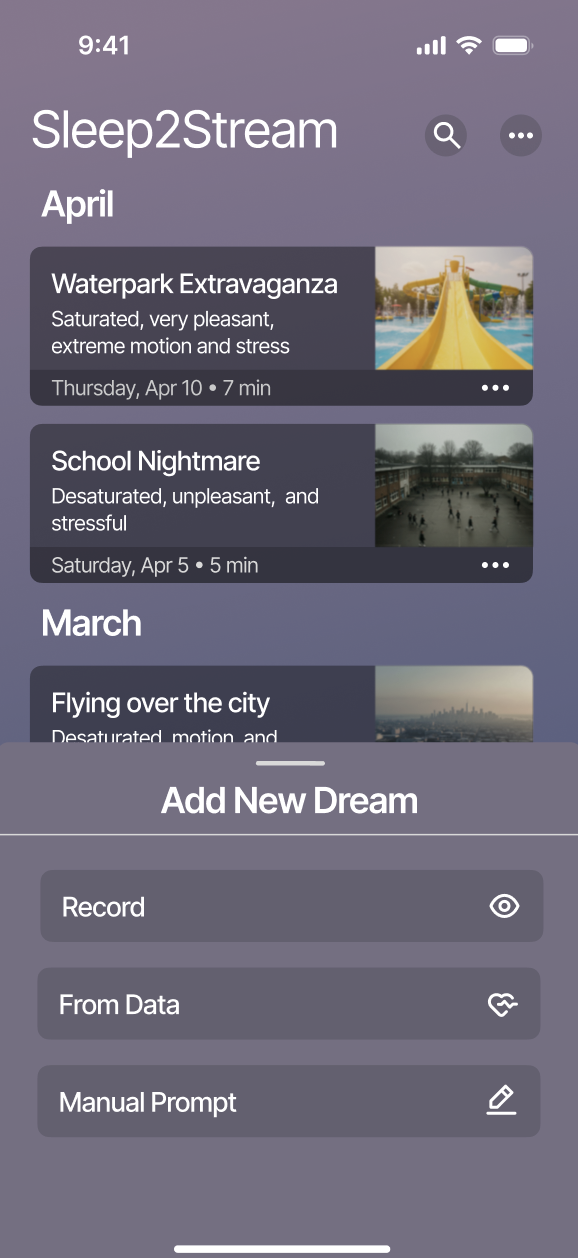 9:41
Sleep2Stream
April
Waterpark Extravaganza
Saturated, very pleasant,
extreme motion and stress
Thursday, Apr 10 • 7 min
School Nightmare
Desaturated, unpleasant,  and
stressful
Saturday, Apr 5 • 5 min
March
Flying over the city
Desaturated, motion, and
Add New Dream
Record
From Data
Manual Prompt